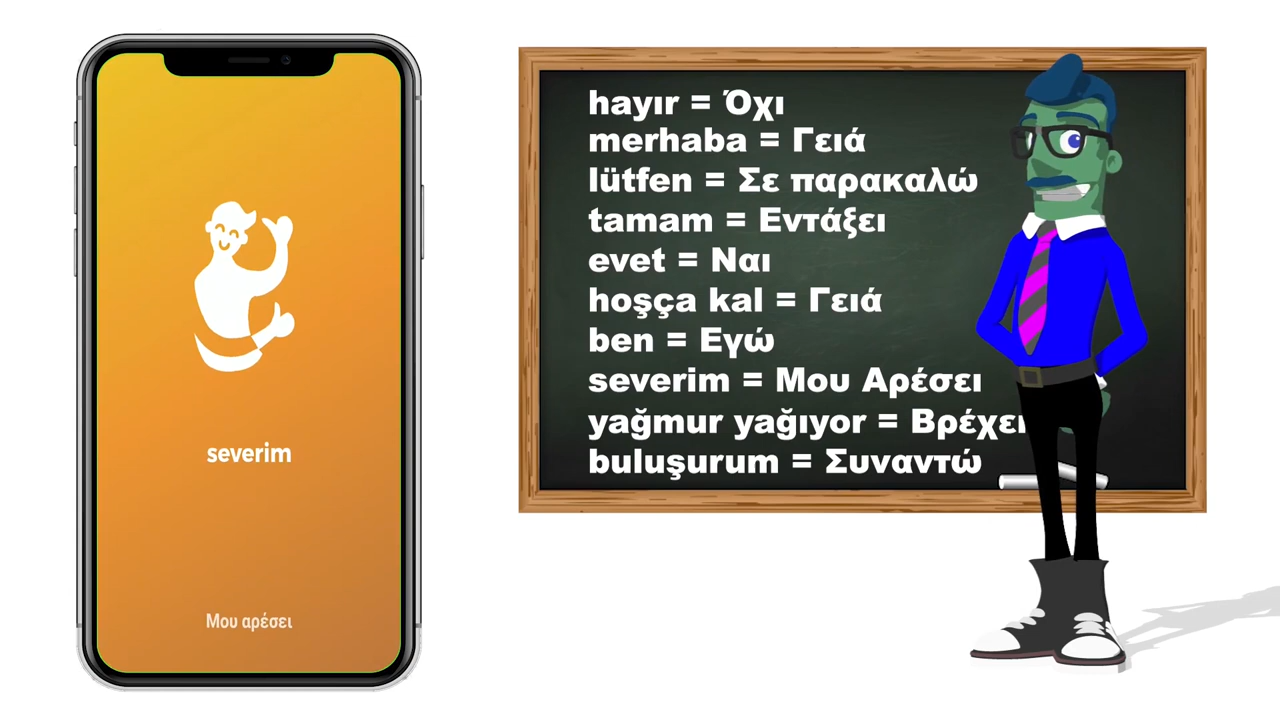 severim
Μου αρέσει
hayır = Όχι
merhaba = Γειά
lütfen = Σε παρακαλώ
tamam = Εντάξει
evet = Ναι
hoşça kal = Γειά
ben = Εγώ
severim = Μου Αρέσει
yağmur yağıyor = Βρέχει
buluşurum = Συναντώ